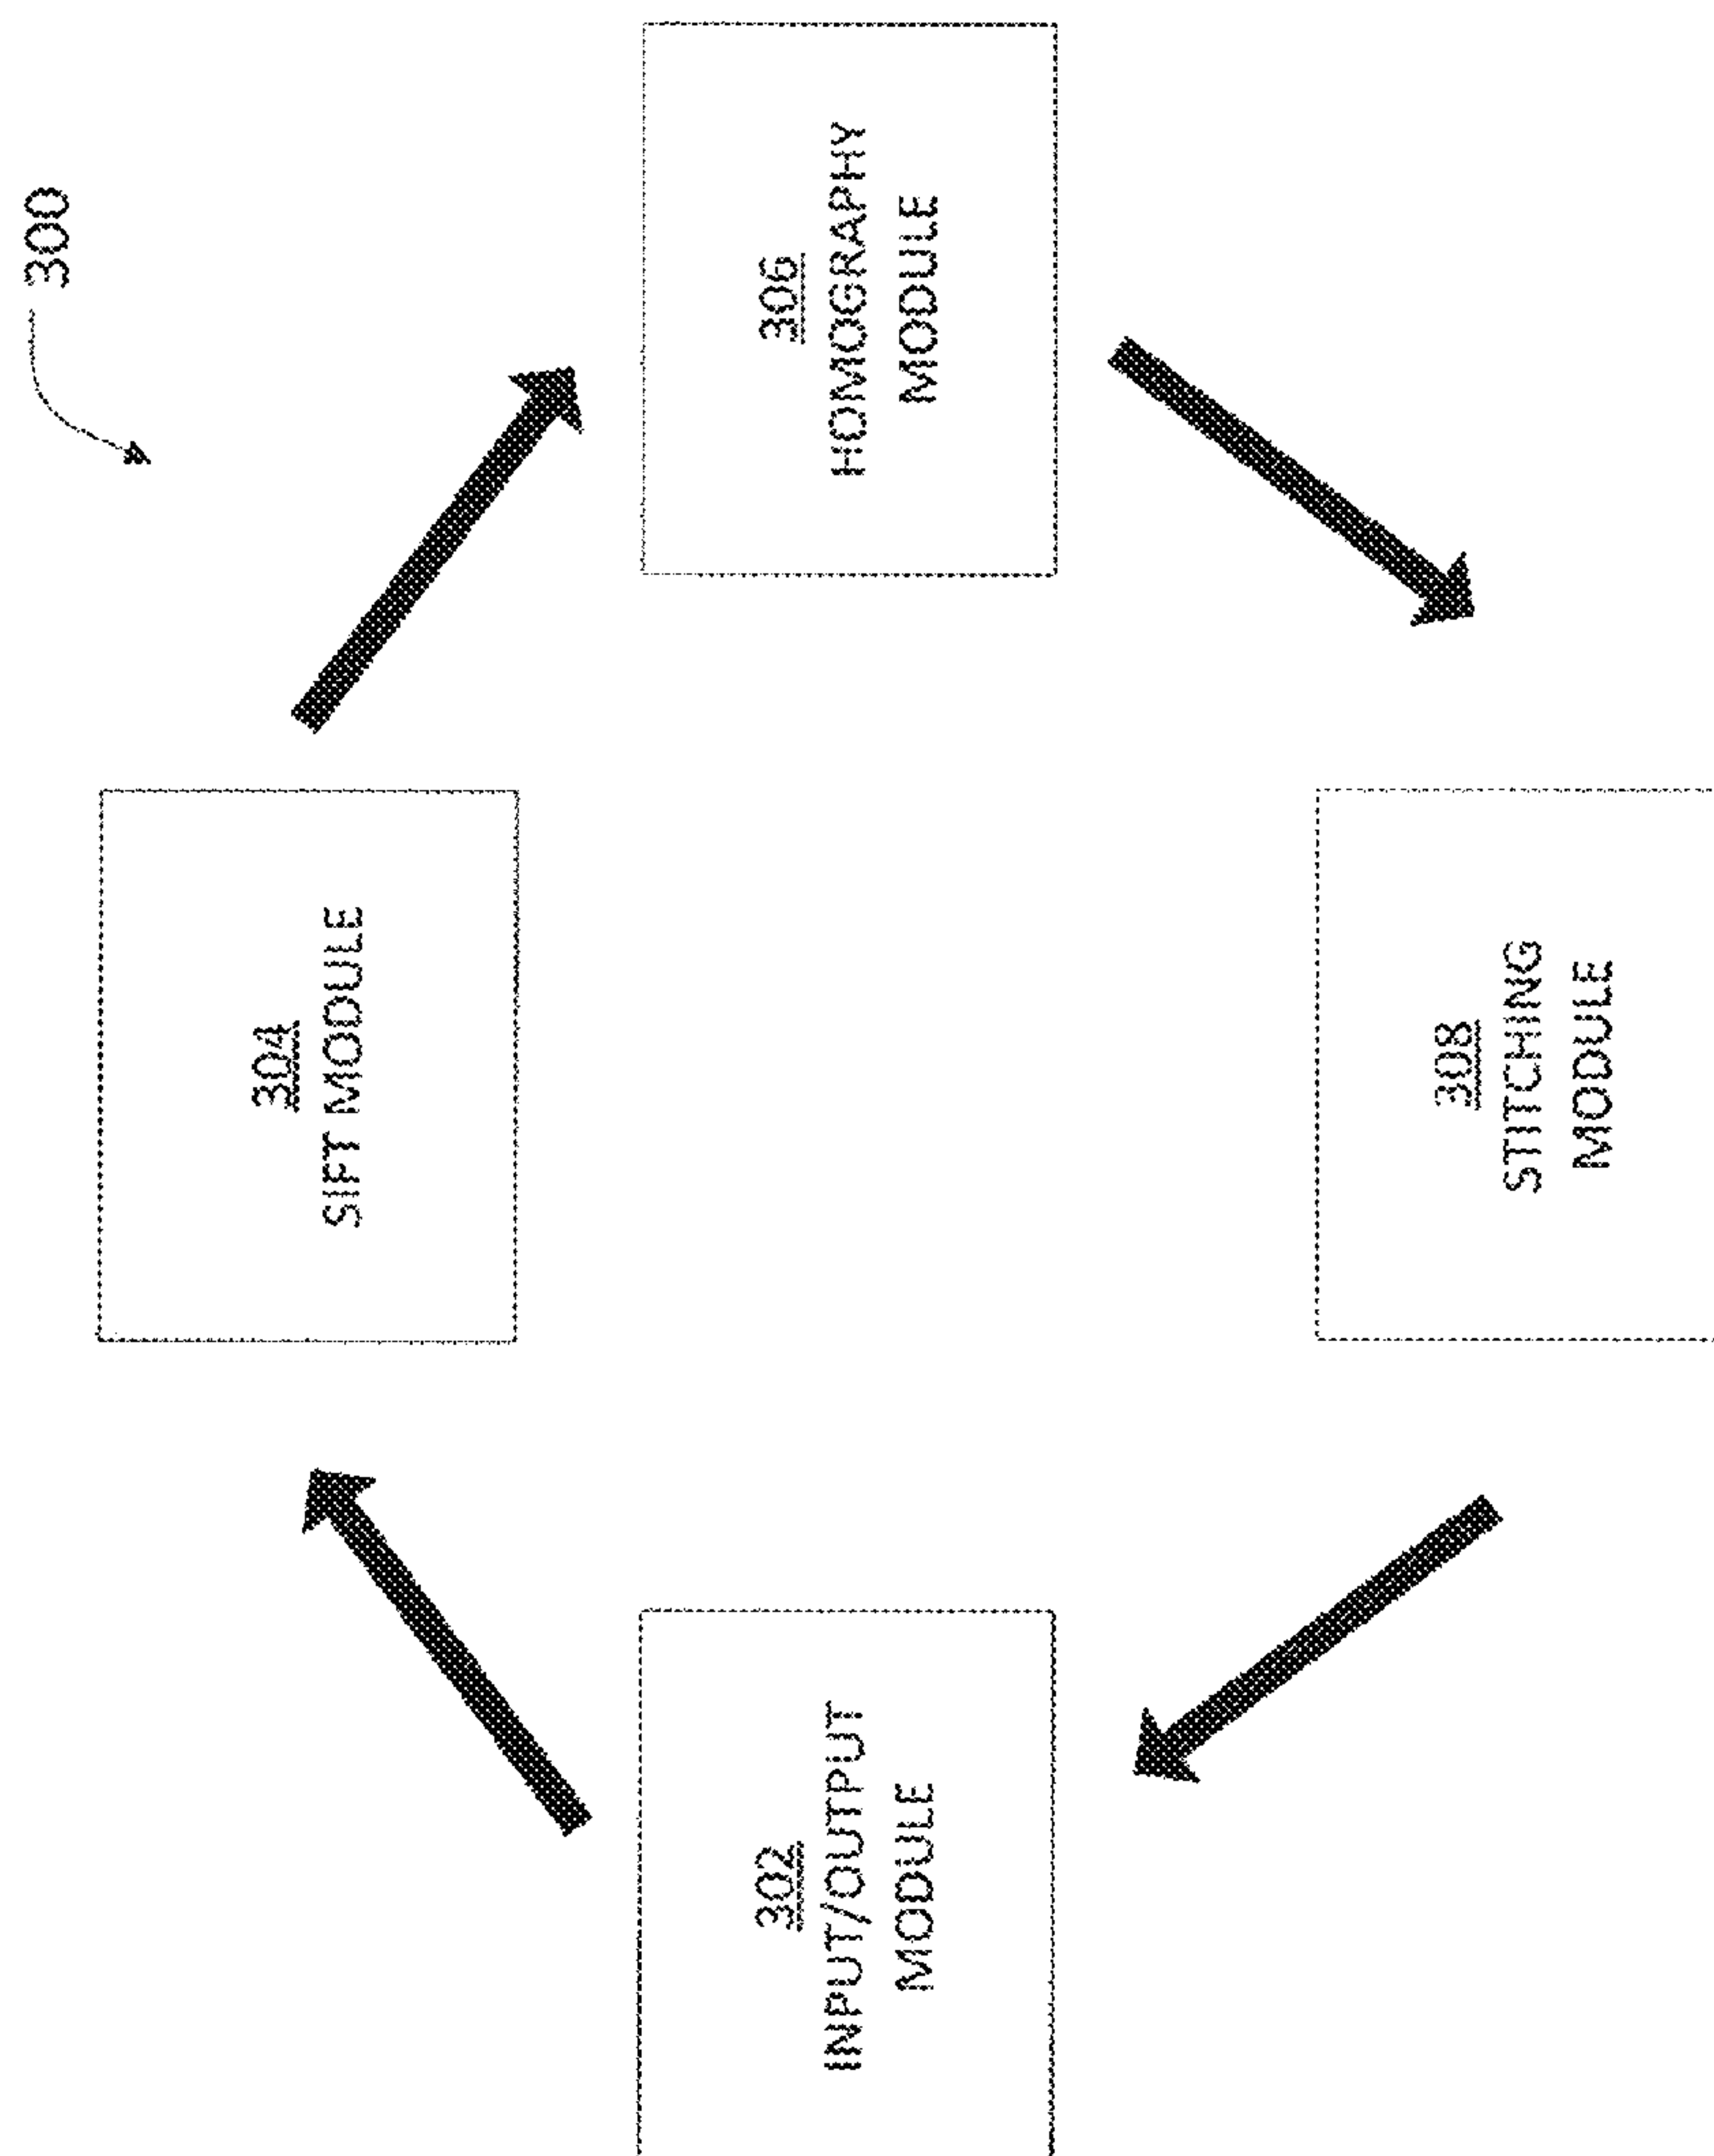 300
304
SIFT MODULE
302
INPUT/OUTPUT
MODULE
306
HOMOGRAPHY
MODULE
308
STITCHING
MODULE